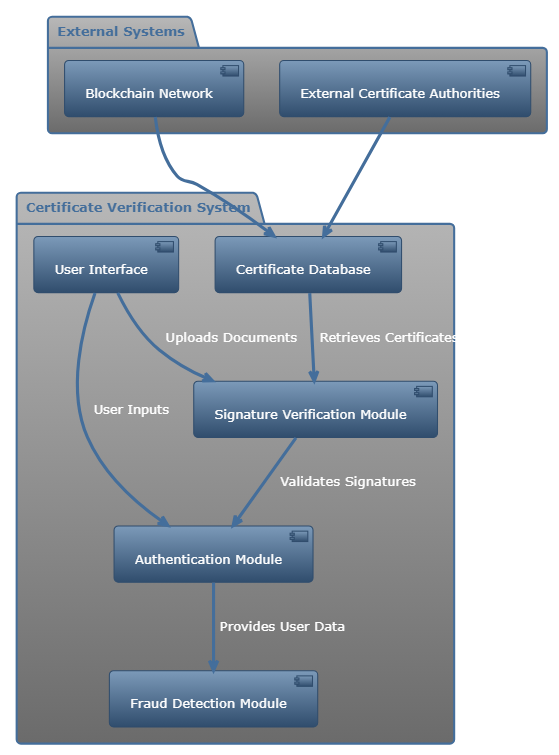 External Systems
Blockchain Network
External Certificate Authorities
Certificate Verification System
User Interface
Certificate Database
Uploads Documents
Retrieves Certificates
User Inputs
Signature Verification Module
Validates Signatures
Authentication Module
Provides User Data
Fraud Detection Module